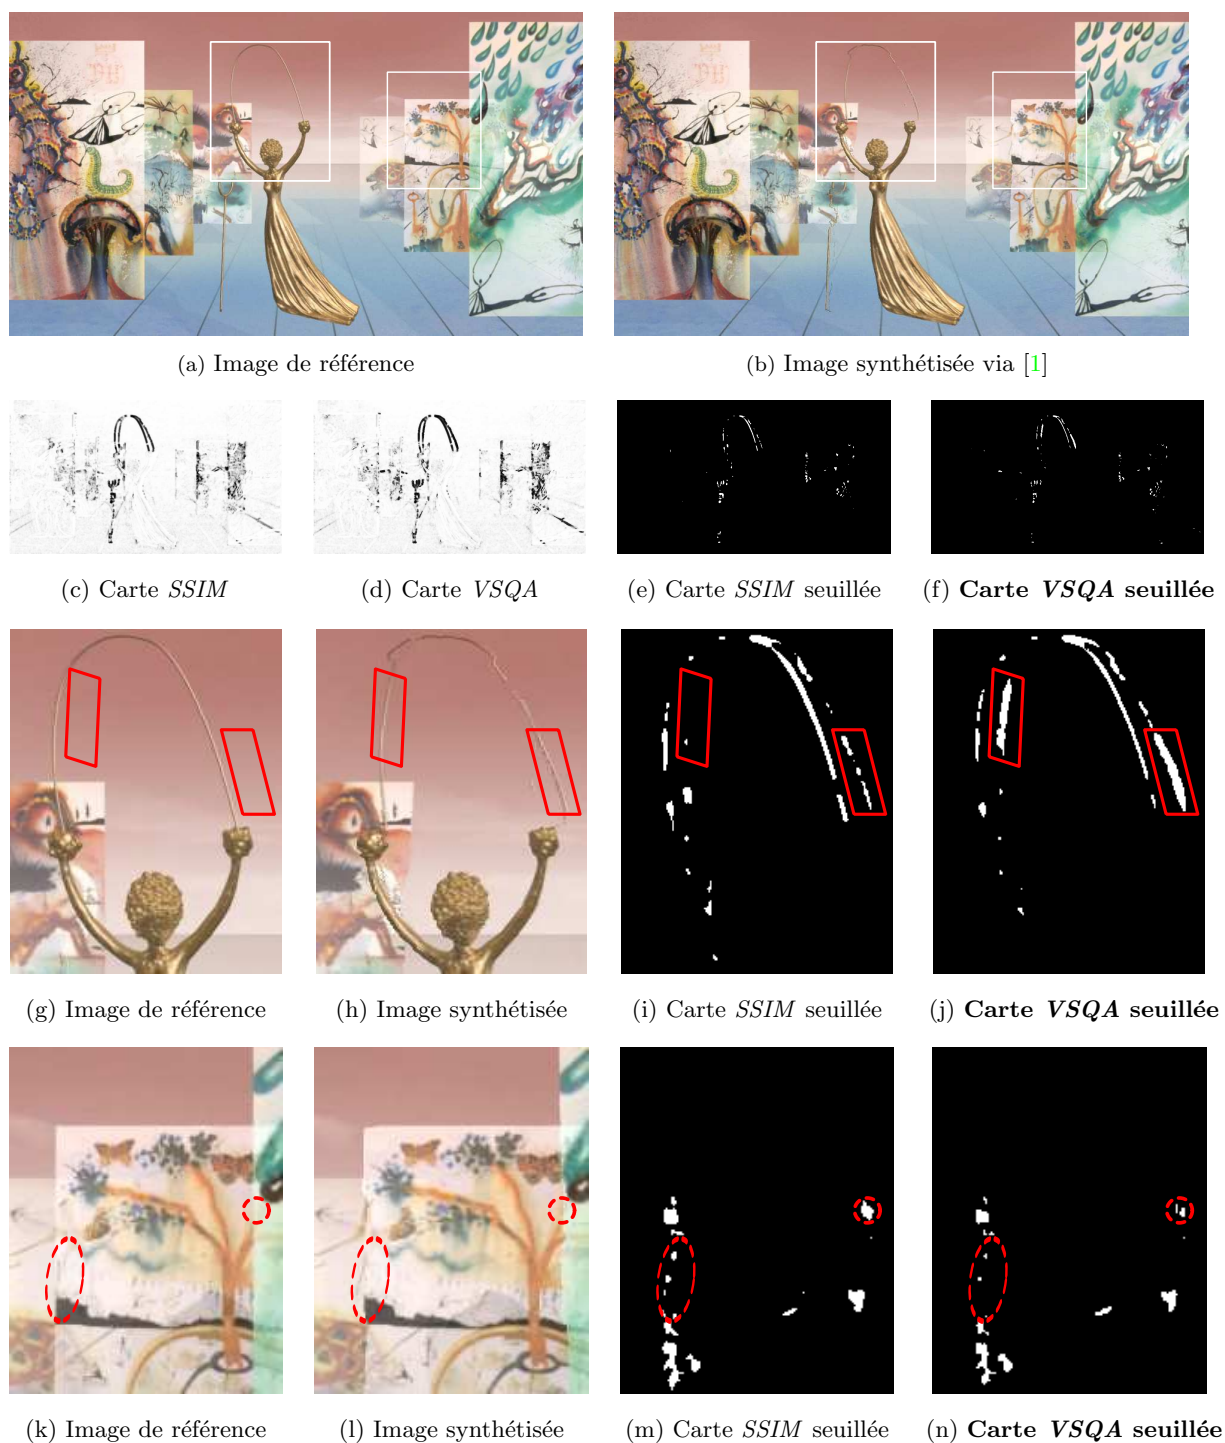 (a) Image de référence
(b) Image synthétisée via [1]
(c) Carte SSIM
(d) Carte VSQA
(e) Carte SSIM seuillée
(f) Carte VSQA seuillée
(g) Image de référence
(h) Image synthétisée
(i) Carte SSIM seuillée
(j) Carte VSQA seuillée
(k) Image de référence
(l) Image synthétisée
(m) Carte SSIM seuillée
(n) Carte VSQA seuillée